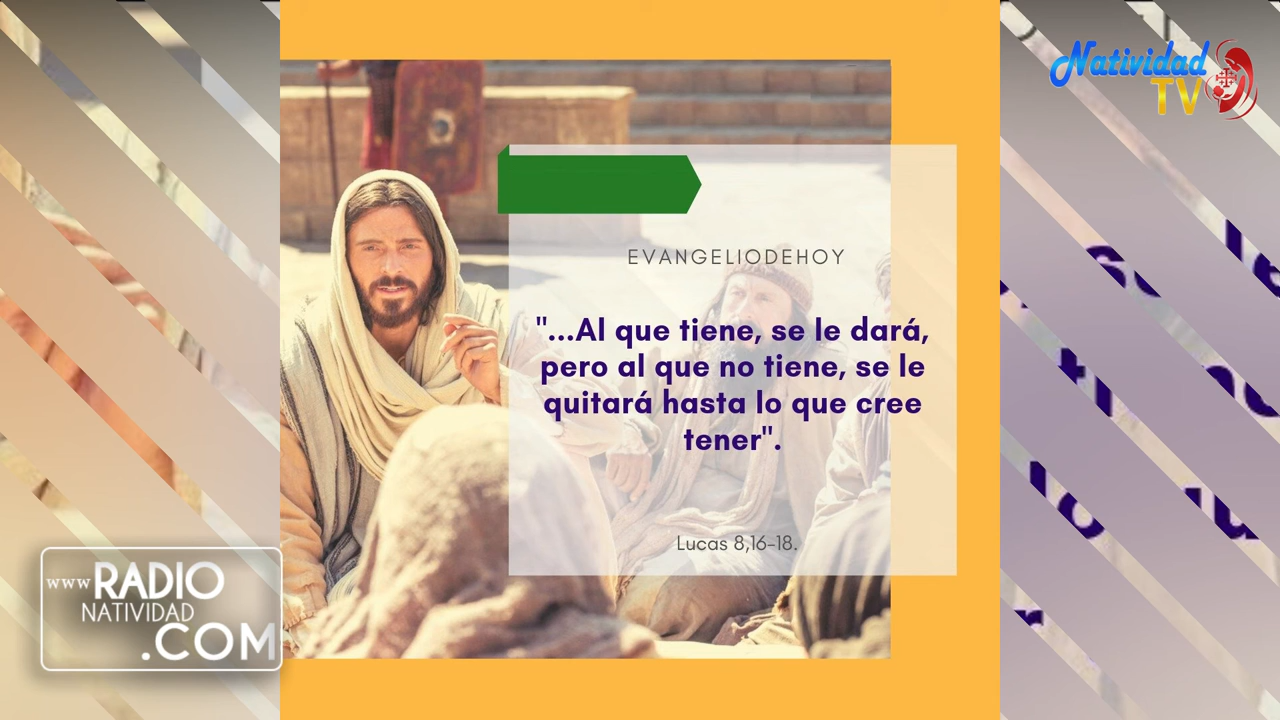 Natividad
TV
EVANGELIODEHOY
"...Al que tiene, se le dará,
pero al que no tiene, se le
quitará hasta lo que cree
tener".
Lucas 8,16-18.
www RADIO
NATIVIDAD
.COM